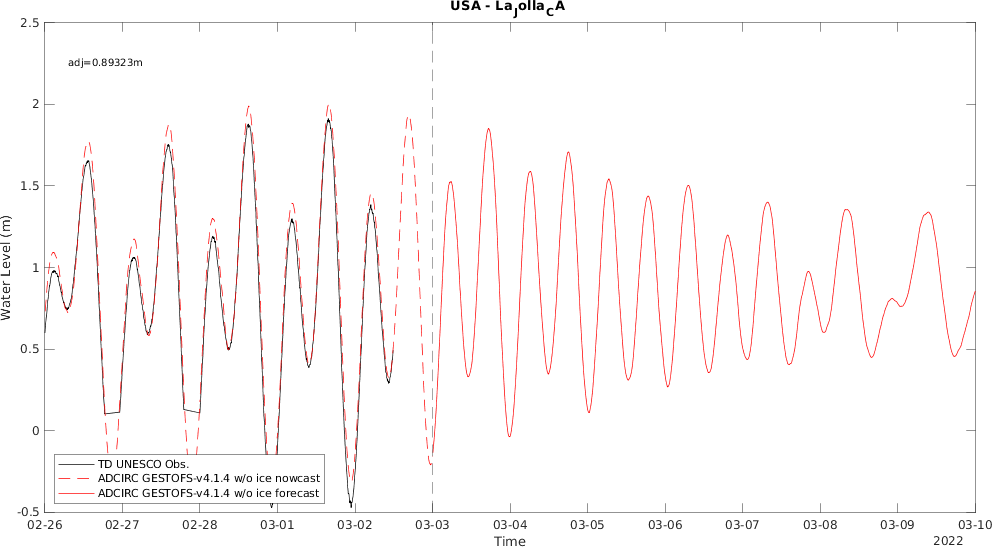 USA - LaJollaCA
adj=0.89323m
2.5
2
1.5
1
0.5
0
-0.5
Water Level (m)
TD UNESCO Obs.
ADCIRC GESTOFS-v4.1.4 w/o ice nowcast
ADCIRC GESTOFS-v4.1.4 w/o ice forecast
02-26 02-27 02-28 03-01 03-02 03-03 03-04 03-05 03-06 03-07 03-08 03-09 03-10
Time
2022